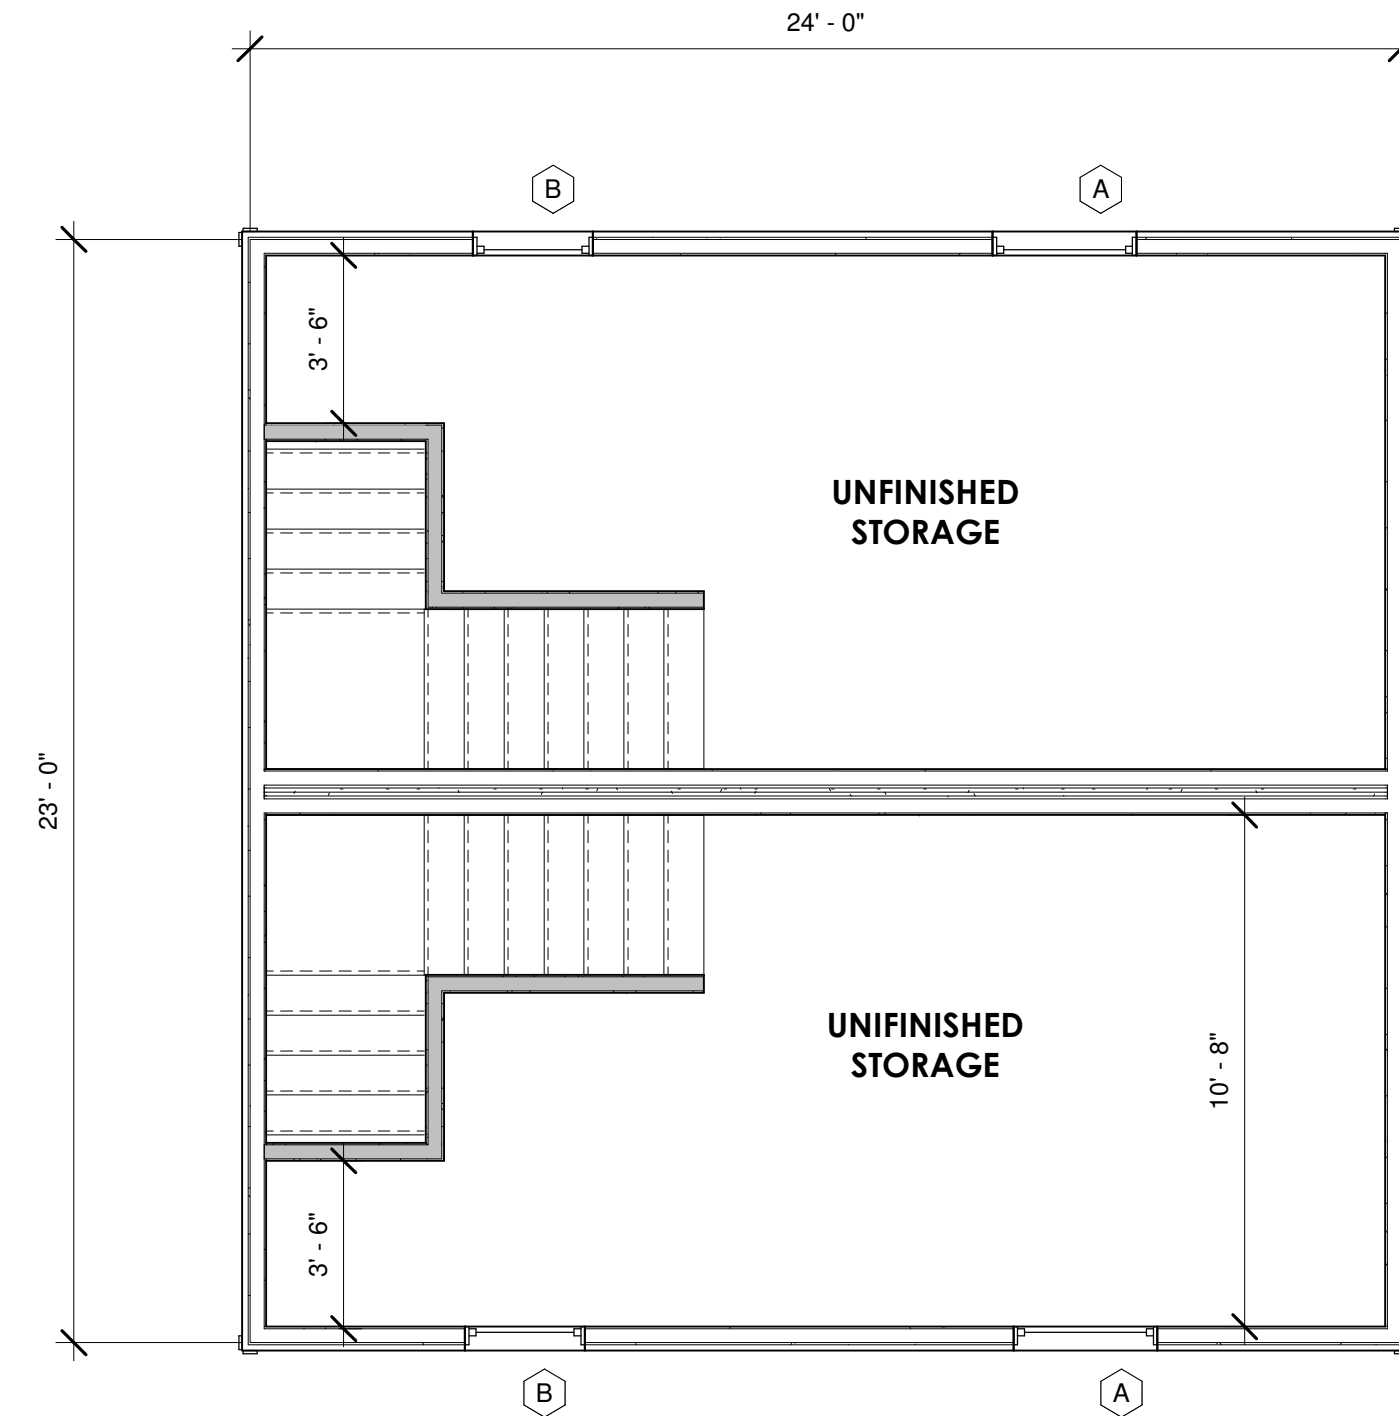 24' - 0"
B
A
3' - 6"
UNFINISHED
STORAGE
23' - 0"
UNIFINISHED
STORAGE
10' - 8"
3' - 6"
B
A